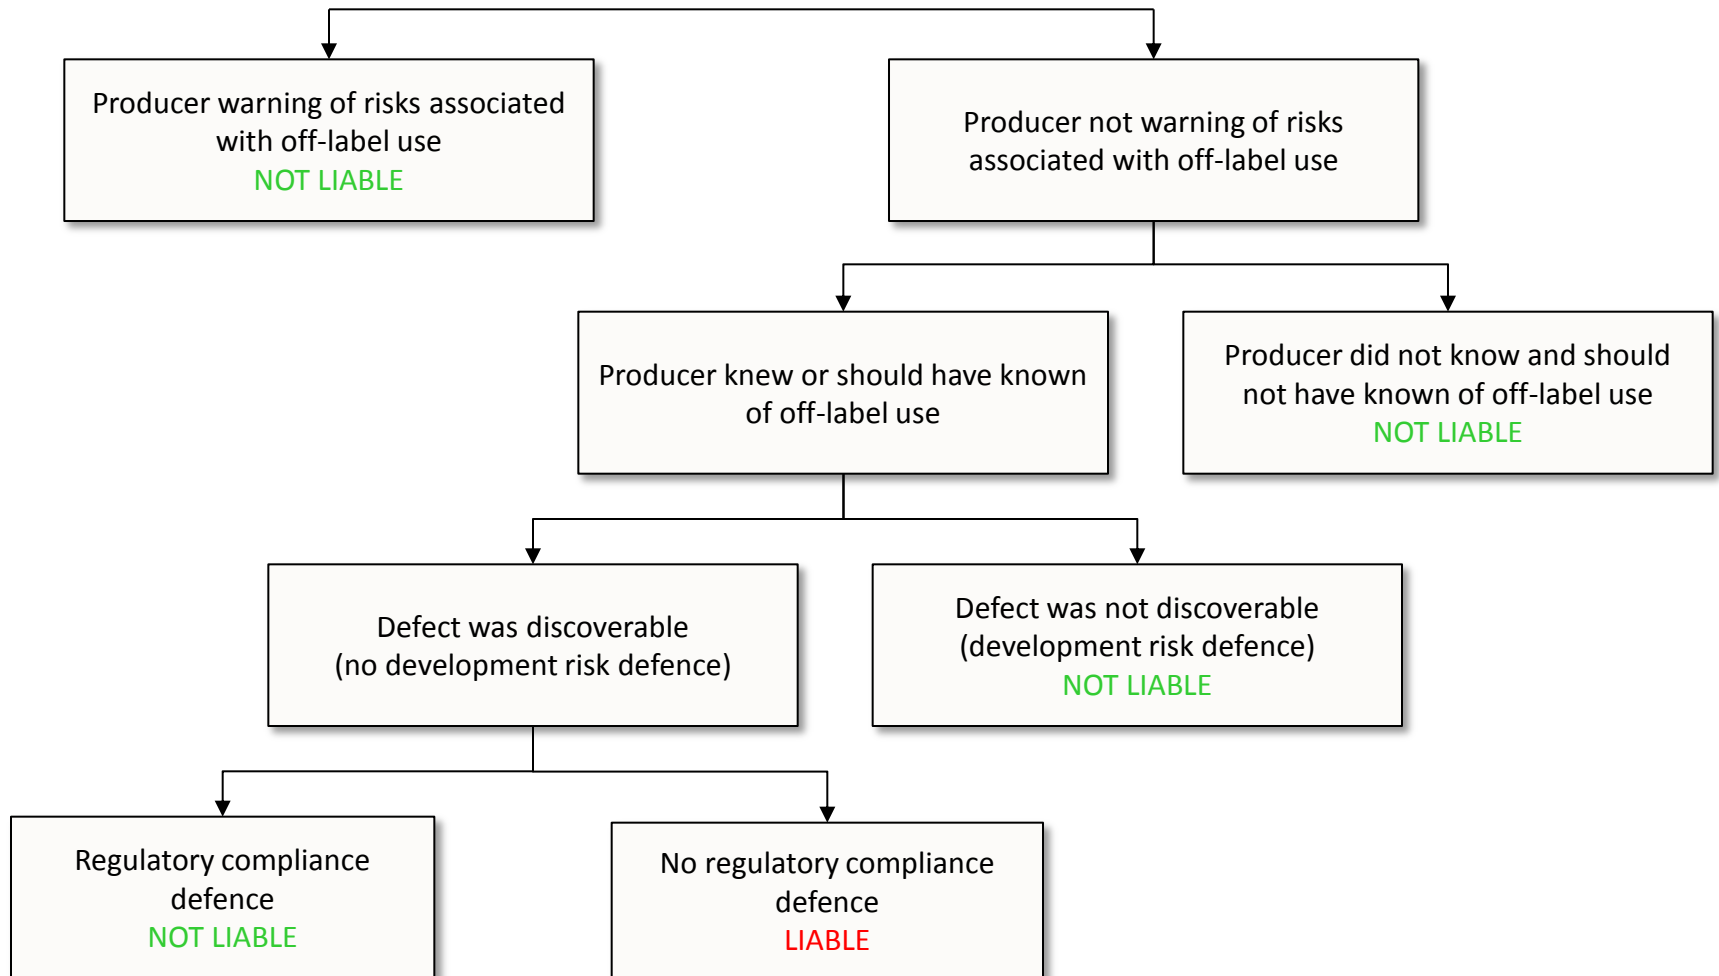 Producer warning of risks associated
with off-label use
NOT LIABLE
Producer not warning of risks
associated with off-label use
Producer knew or should have known
of off-label use
Producer did not know and should
not have known of off-label use
NOT LIABLE
Defect was discoverable
(no development risk defence)
Defect was not discoverable
(development risk defence)
NOT LIABLE
Regulatory compliance
defence
NOT LIABLE
No regulatory compliance
defence
LIABLE